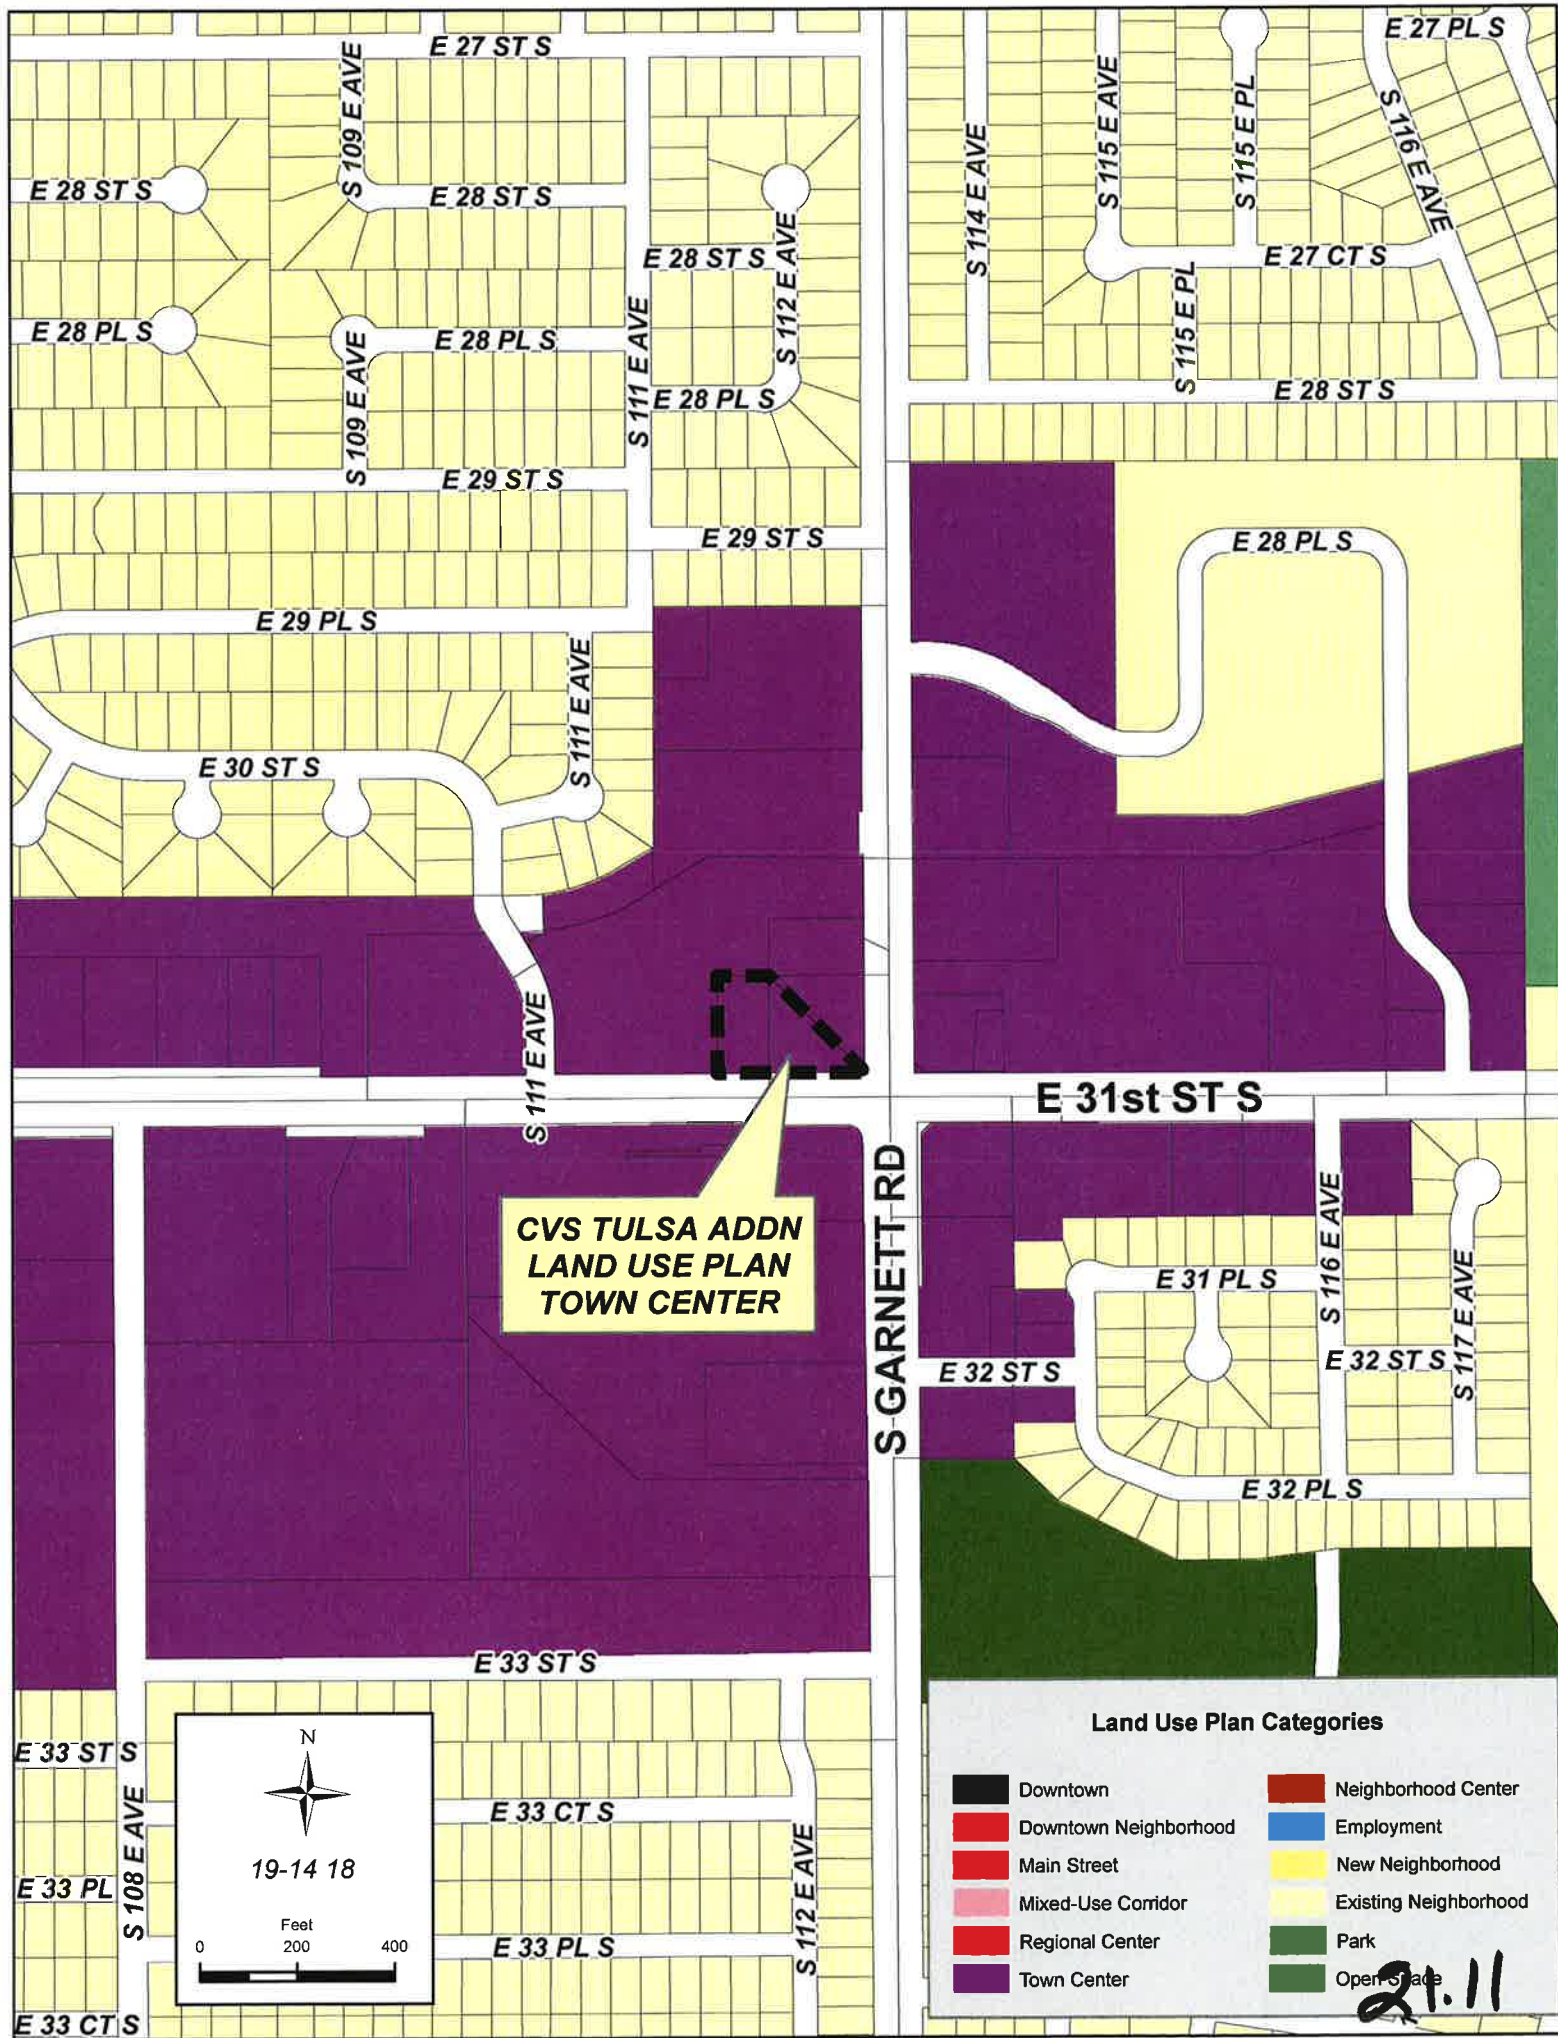 E 27 ST S
E 27 PL S
S 109 E AVE
S 114 E AVE
S 115 E AVE
S 115 E PL
S 116 E AVE
E 28 ST S
E 28 ST S
E 28 ST S
S 112 E AVE
E 27 CT S
S 115 E PL
E 28 PL S
E 28 PL S
S 109 E AVE
S 111 E AVE
E 28 PL S
E 28 ST S
E 29 ST S
E 29 ST S
E 28 PL S
E 29 PL S
S 111 E AVE
E 30 ST S
S 111 E AVE
E 31st ST S
S GARNETT RD
CVS TULSA ADDN
LAND USE PLAN
TOWN CENTER
S 116 E AVE
E 31 PL S
S 117 E AVE
E 32 ST S
E 32 ST S
E 32 PL S
E 33 ST S
E 33 ST S
S 108 E AVE
E 33 CT S
E 33 PL
S 112 E AVE
E 33 PL S
E 33 CT S
N
19-14 18
Feet
0 200 400
Land Use Plan Categories
Downtown
Downtown Neighborhood
Main Street
Mixed-Use Corridor
Regional Center
Town Center
Neighborhood Center
Employment
New Neighborhood
Existing Neighborhood
Park
Open Space
21.11